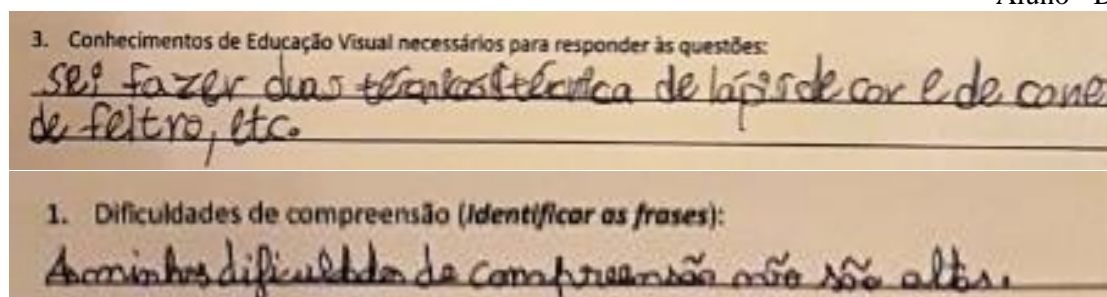 Aluno
3. Conhecimentos de Educação Visual necessários para responder às questões:
sei fazer duas técnicas (técnica de lápis de cor e de cane
de feltro, etc.
1. Dificuldades de compreensão (Identificar as frases):
As minhas dificuldades de compreensão não são altas.